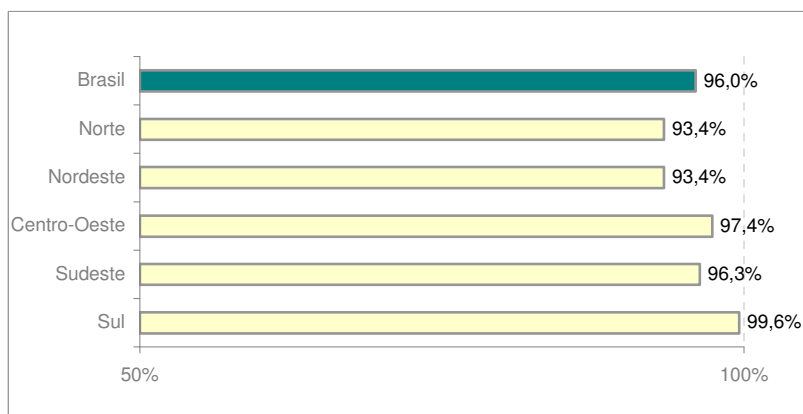 Brasil 96,0%
Norte 93,4%
Nordeste 93,4%
Centro-Oeste 97,4%
Sudeste 96,3%
Sul 99,6%
50% 100%